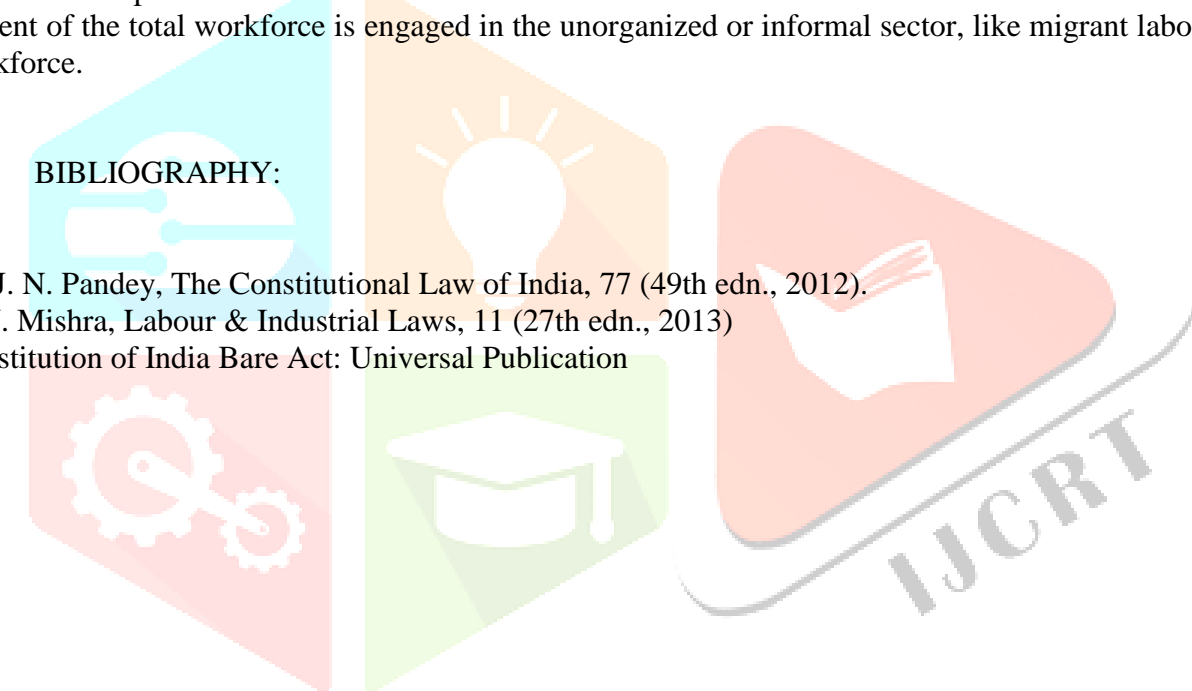 ent of the total workforce is engaged in the unorganized or informal sector, like migrant labo
kforce.
BIBLIOGRAPHY:
J. N. Pandey, The Constitutional Law of India, 77 (49th edn., 2012).
. Mishra, Labour & Industrial Laws, 11 (27th edn., 2013)
stitution of India Bare Act: Universal Publication
IJCRT